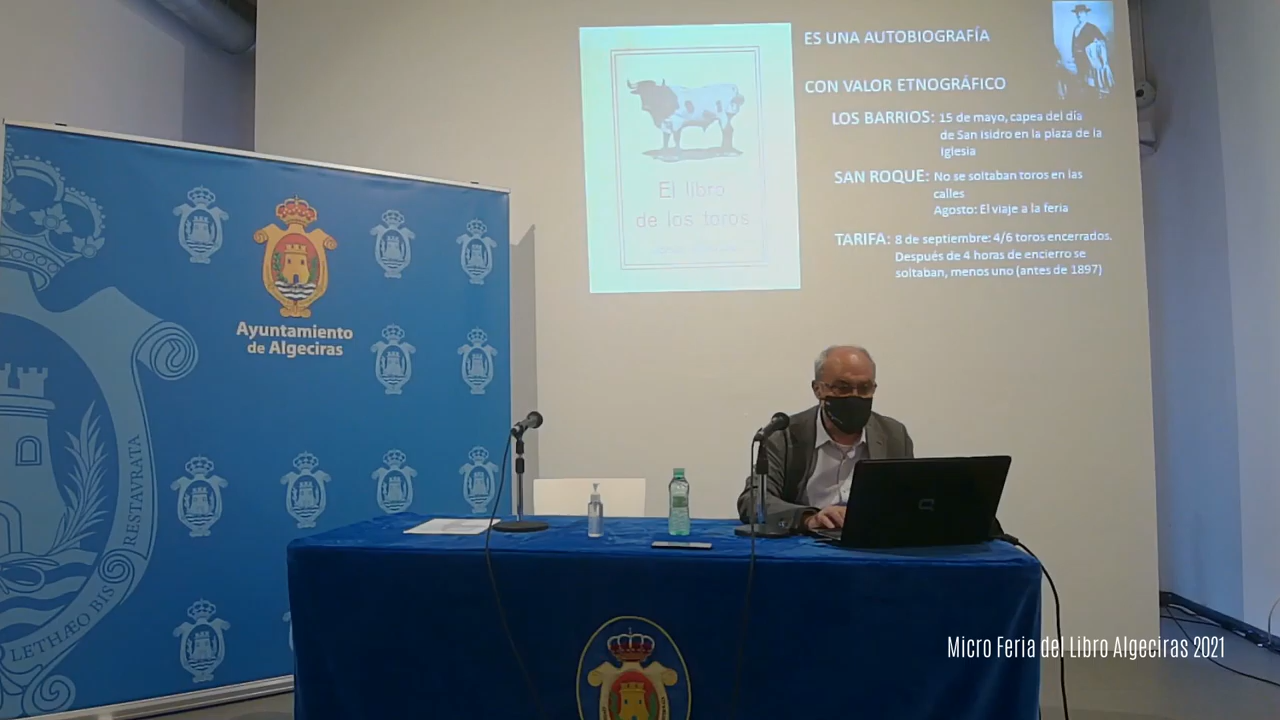 ES UNA AUTOBIOGRAFÍA
CON VALOR ETNOGRÁFICO
LOS BARRIOS: 15 de mayo, capea del día
de San Isidro en la plaza de la
Iglesia
SAN ROQUE: No se soltaban toros en las
calles
Agosto: El viaje a la feria
TARIFA: 8 de septiembre: 4/6 toros encerrados.
Después de 4 horas de encierro se
soltaban, menos uno (antes de 1897)
El libro
de los toros
Ayuntamiento
de Algeciras
RESTAVRATA
LETHÆO BIS
Micro Feria del Libro Algeciras 2021